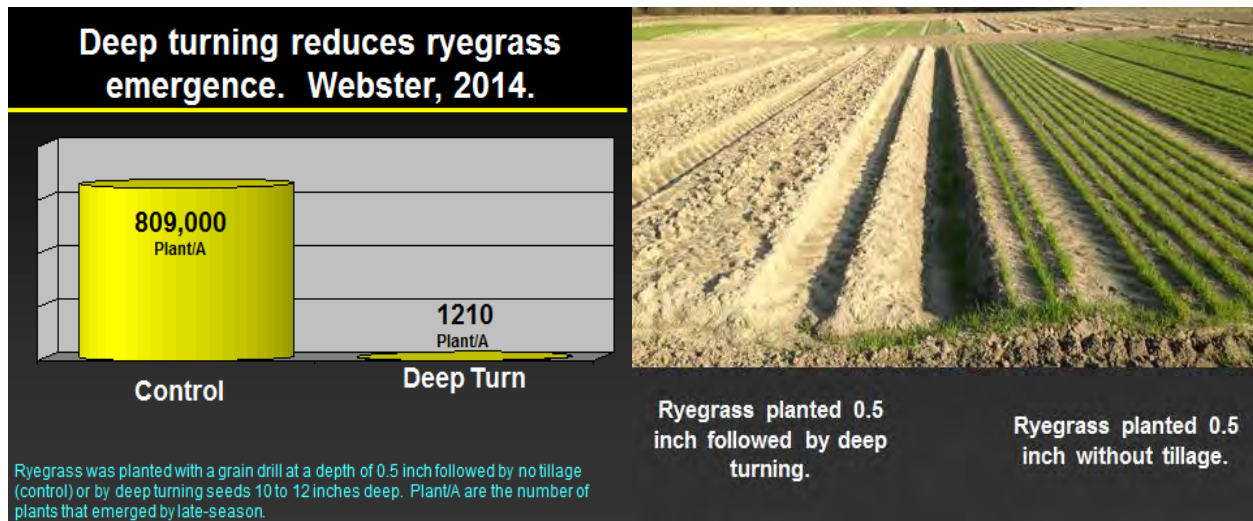 Deep turning reduces ryegrass
emergence.  Webster, 2014.
809,000
Plant/A
1210
Plant/A
Control
Deep Turn
Ryegrass was planted with a grain drill at a depth of 0.5 inch followed by no tillage
(control) or by deep turning seeds 10 to 12 inches deep.  Plant/A are the number of
plants that emerged by late-season.
Ryegrass planted 0.5
inch followed by deep
turning.
Ryegrass planted 0.5
inch without tillage.